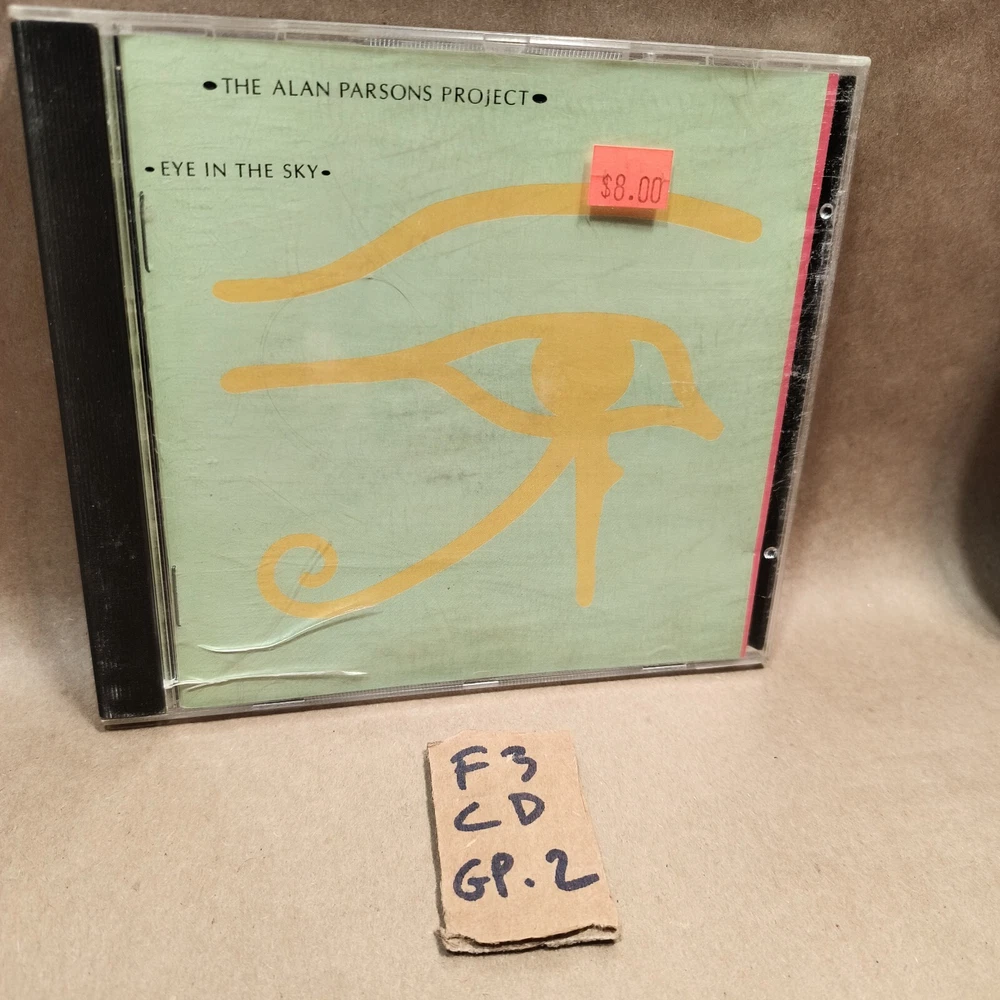 •THE ALAN PARSONS PROJECT•
•EYE IN THE SKY•
$8.00
F3
CD
GP.2